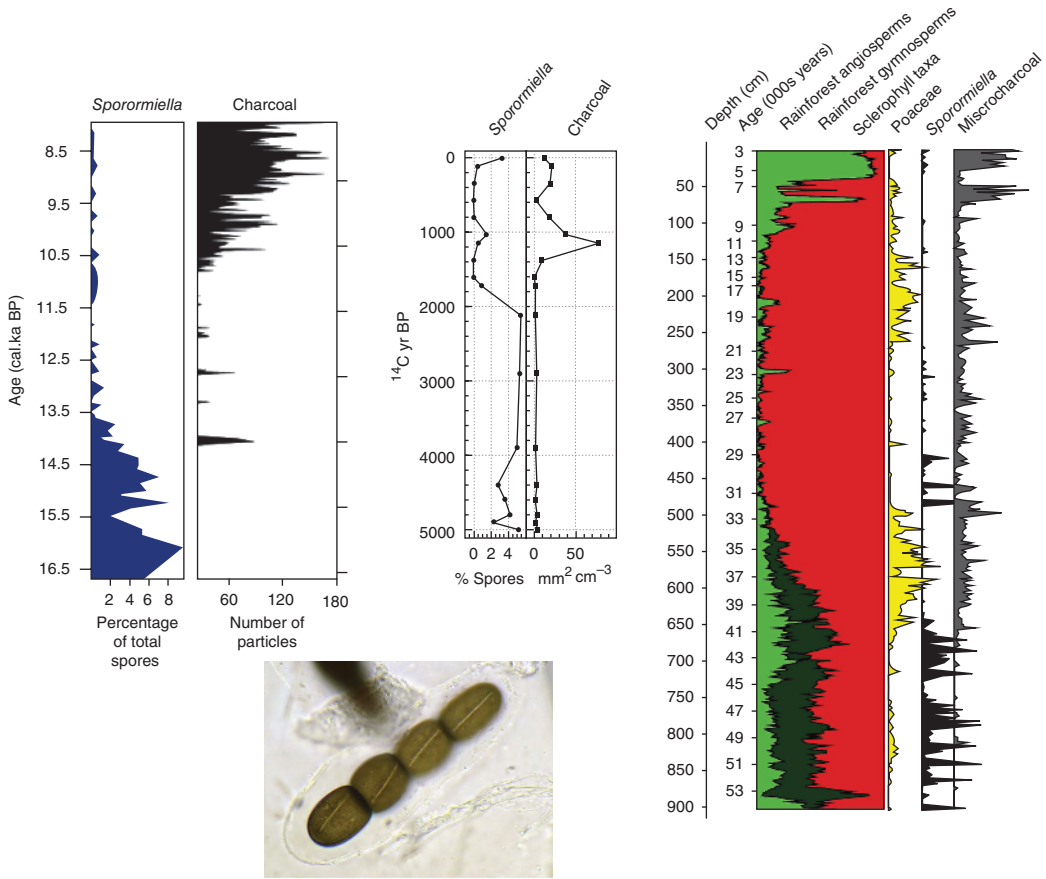 Sporormiella
Charcoal
Age (cal.ka BP)
8.5
9.5
10.5
11.5
12.5
13.5
14.5
15.5
16.5
2 4 6 8
Percentage
of total
spores
60 120 180
Number of
particles
Sporormiella
Charcoal
14C yr BP
0
1000
2000
3000
4000
5000
0 2 4
% Spores
0 50
mm2 cm−3
Depth (cm)
Age (000s years)
Rainforest angiosperms
Rainforest gymnosperms
Sclerophyll taxa
Poaceae
Sporormiella
Miscrocharcoal
50
100
150
200
250
300
350
400
450
500
550
600
650
700
750
800
850
900
3
5
7
9
11
13
15
17
19
21
23
25
27
29
31
33
35
37
39
41
43
45
47
49
51
53